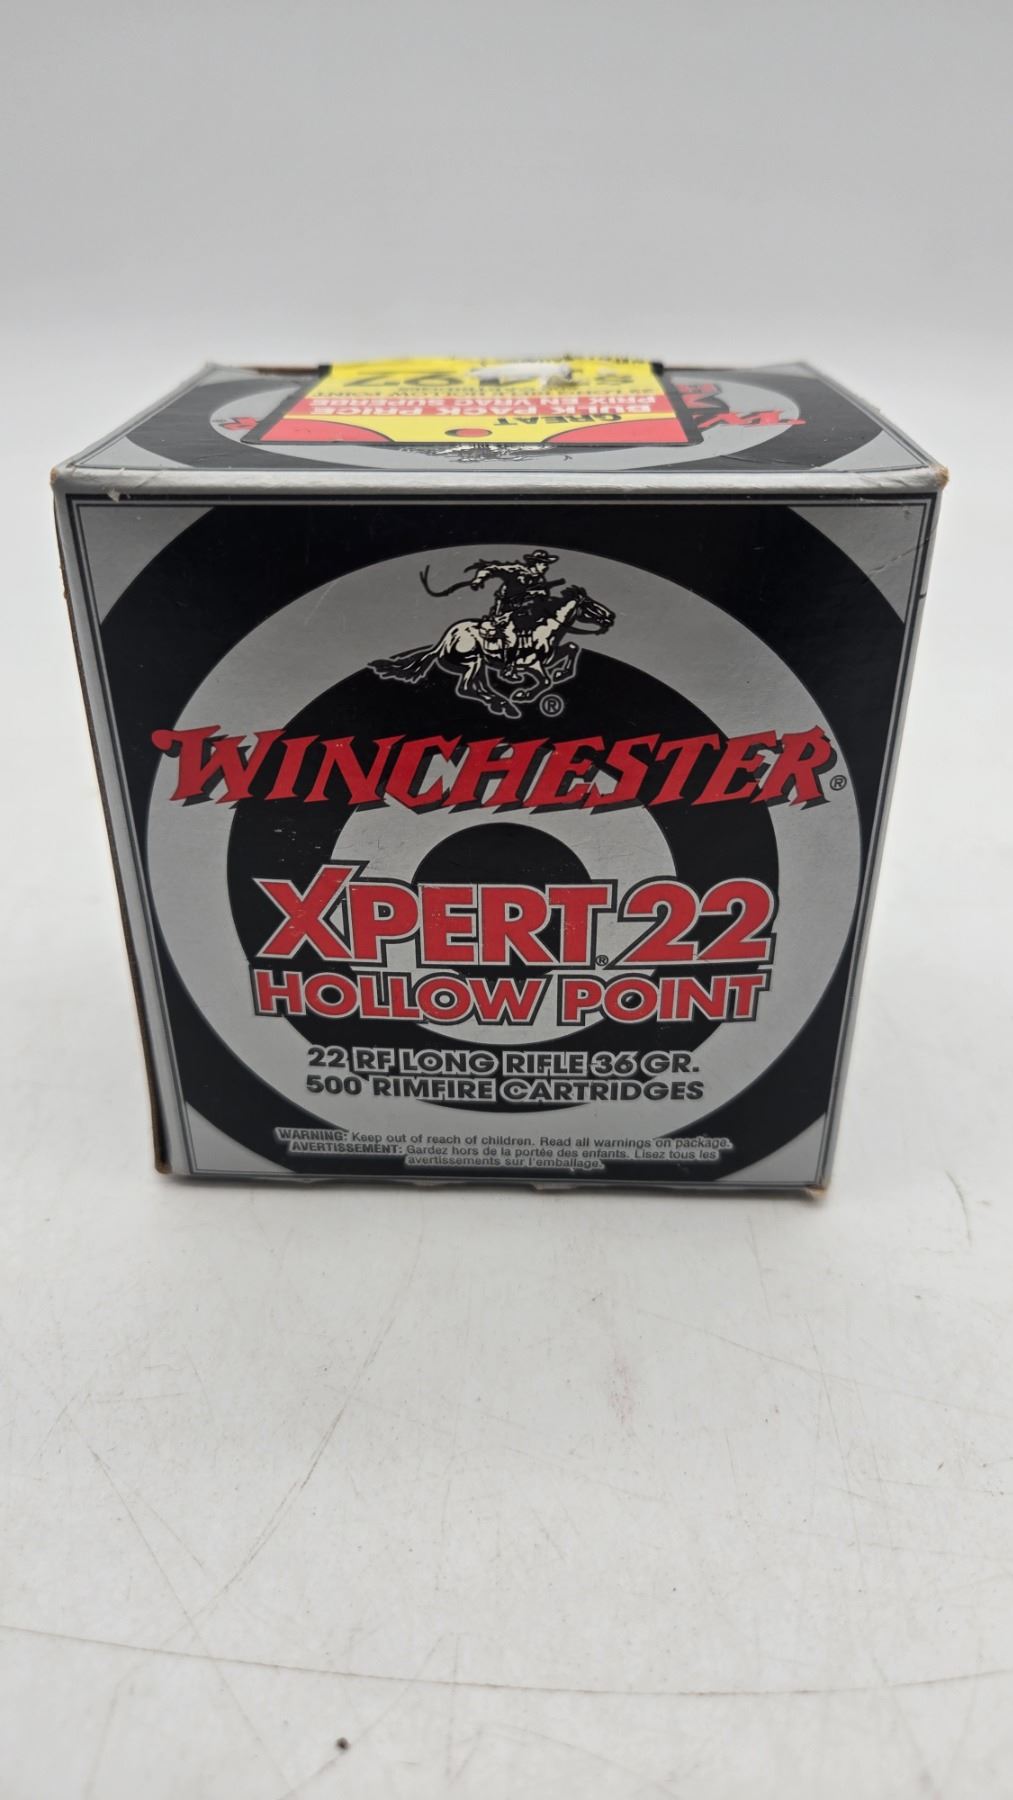 GREAT
BULK PACK PRICE
PRIX EN VRAC SUPERBE
WINCHESTER®
XPERT®22
HOLLOW POINT
22 RF LONG RIFLE 36 GR.
500 RIMFIRE CARTRIDGES
WARNING: Keep out of reach of children. Read all warnings on package.
AVERTISSEMENT: Gardez hors de la portée des enfants. Lisez tous les
avertissements sur l'emballage.